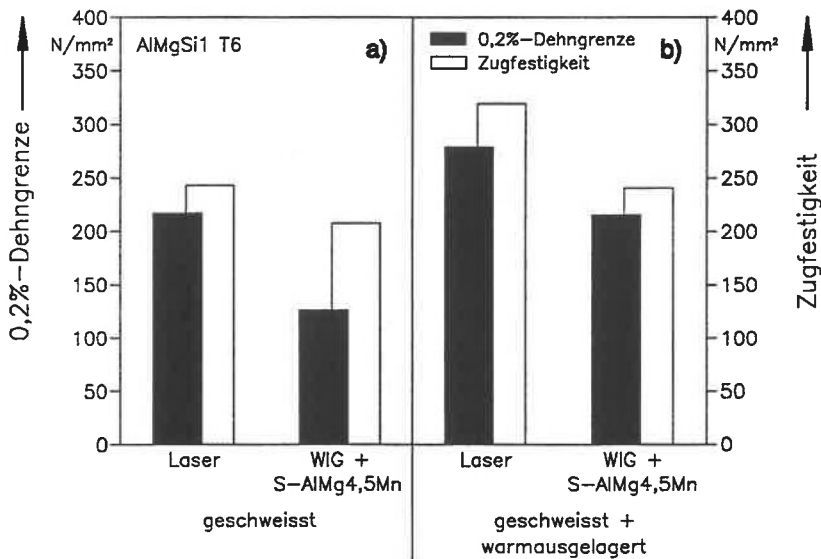 400
N/mm²
350
300
250
200
150
100
50
0
0,2%-Dehngrenze
AlMgSi1 T6
a)
0,2%-Dehngrenze
Zugfestigkeit
b)
400
N/mm²
350
300
250
200
150
100
50
0
Zugfestigkeit
Laser
WIG +
S-AlMg4,5Mn
geschweisst
Laser
WIG +
S-AlMg4,5Mn
geschweisst +
warmausgelagert